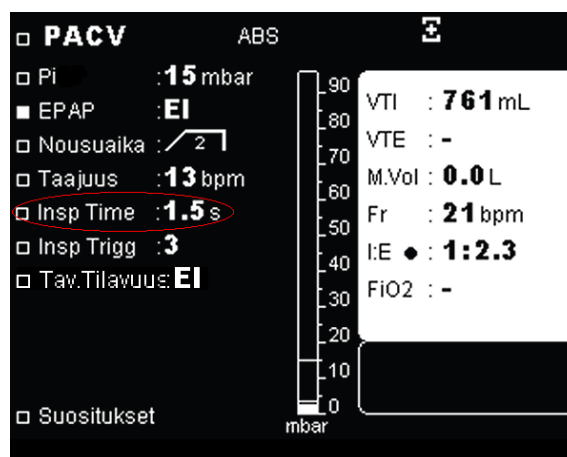 PACV ABS
Pi :15 mbar
EPAP :EI
Nousuaika : 2
Taajuus :13 bpm
Insp Time :1.5 s
Insp Trigg :3
Tav.Tilavuus: EI
Suositukset
90
80
70
60
50
40
30
20
10
0
mbar
VTI : 761 mL
VTE : -
M.Vol : 0.0 L
Fr : 21 bpm
I:E ● : 1:2.3
FiO2 : -